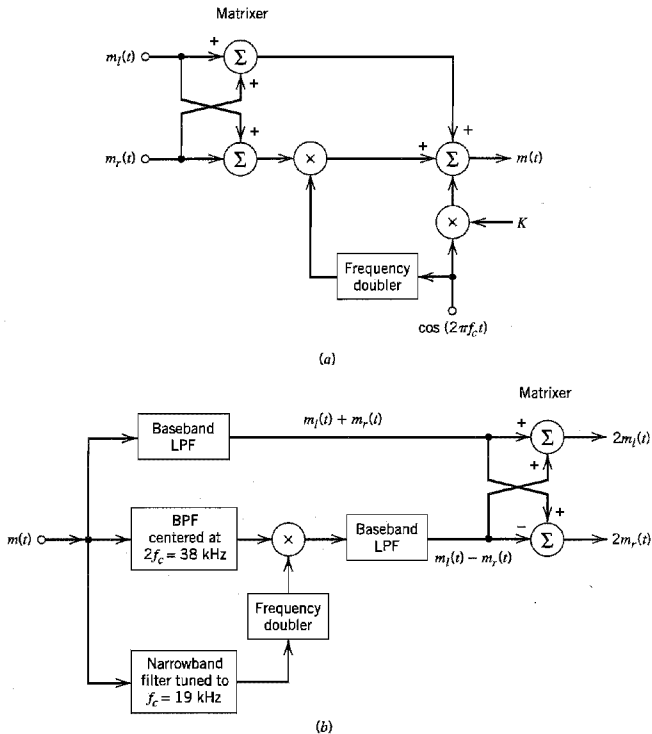 Matrixer
m_l(t)
+
Σ
+
+
m_r(t)
+
Σ
×
+
Σ
m(t)
×
K
Frequency
doubler
cos (2πf_c t)
(a)
Matrixer
m_l(t) + m_r(t)
Baseband
LPF
+
Σ
2m_l(t)
+
+
m(t)
BPF
centered at
2f_c = 38 kHz
×
Baseband
LPF
−
Σ
2m_r(t)
m_l(t) − m_r(t)
Frequency
doubler
Narrowband
filter tuned to
f_c = 19 kHz
(b)